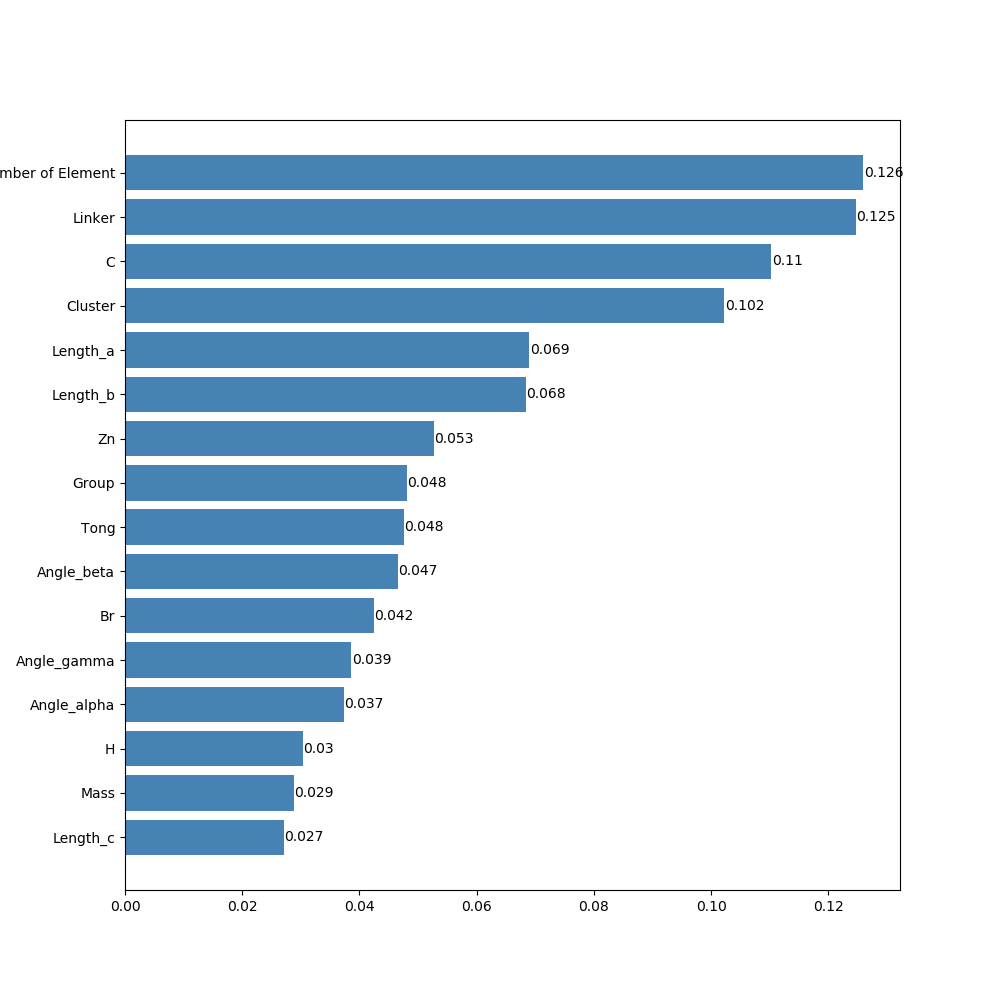 mber of Element 0.126
Linker 0.125
C 0.11
Cluster 0.102
Length_a 0.069
Length_b 0.068
Zn 0.053
Group 0.048
Tong 0.048
Angle_beta 0.047
Br 0.042
Angle_gamma 0.039
Angle_alpha 0.037
H 0.03
Mass 0.029
Length_c 0.027
0.00 0.02 0.04 0.06 0.08 0.10 0.12